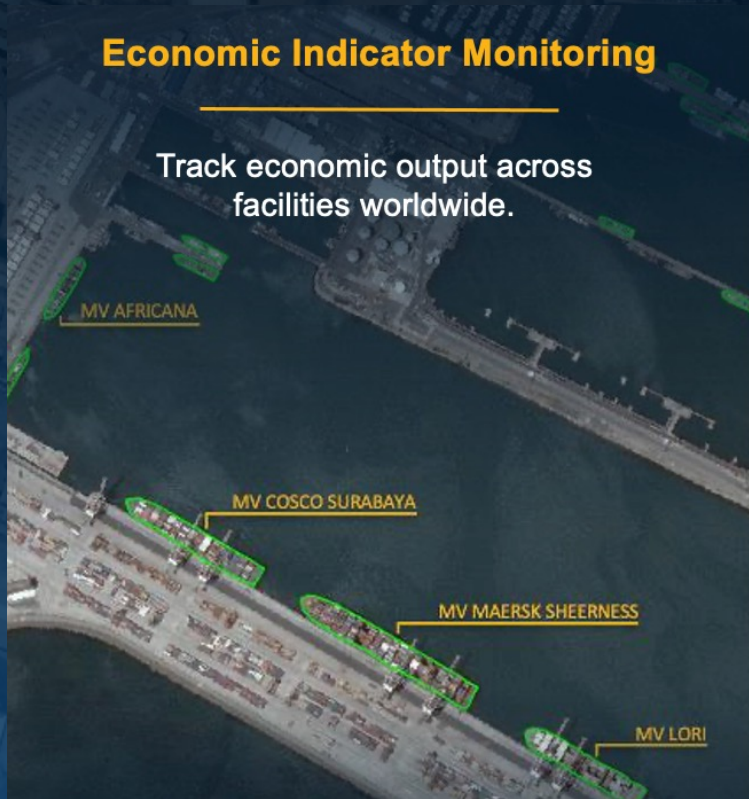 Economic Indicator Monitoring
Track economic output across
facilities worldwide.
MV AFRICANA
MV COSCO SURABAYA
MV MAERSK SHEERNESS
MV LORI